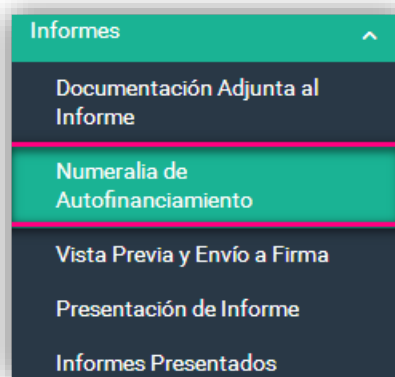 Informes
Documentación Adjunta al
Informe
Numeralia de
Autofinanciamiento
Vista Previa y Envío a Firma
Presentación de Informe
Informes Presentados